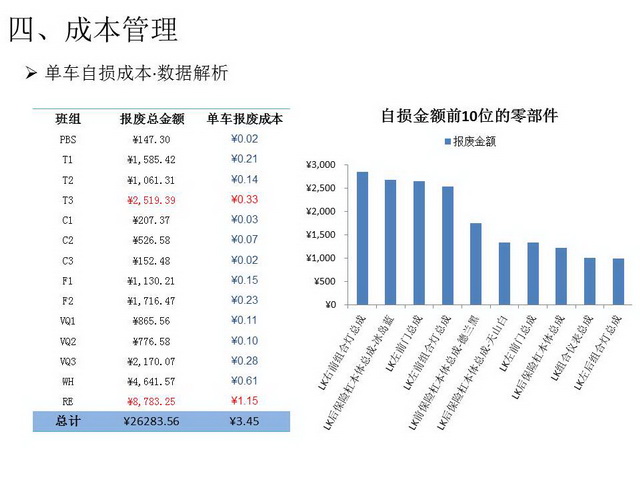 四、成本管理
➢ 单车自损成本·数据解析
班组 报废总金额 单车报废成本
PBS ¥147.30 ¥0.02
T1 ¥1,585.42 ¥0.21
T2 ¥1,061.31 ¥0.14
T3 ¥2,519.39 ¥0.33
C1 ¥207.37 ¥0.03
C2 ¥526.58 ¥0.07
C3 ¥152.48 ¥0.02
F1 ¥1,130.21 ¥0.15
F2 ¥1,716.47 ¥0.23
VQ1 ¥865.56 ¥0.11
VQ2 ¥776.58 ¥0.10
VQ3 ¥2,170.07 ¥0.28
WH ¥4,641.57 ¥0.61
RE ¥8,783.25 ¥1.15
总计 ¥26283.56 ¥3.45
自损金额前10位的零部件
报废金额
¥3,000
¥2,500
¥2,000
¥1,500
¥1,000
¥500
¥0
LK右前组合灯总成
LK后保险杠本体总成-冰岛蓝
LK左前门总成
LK左前组合灯总成
LK前保险杠本体总成-德兰黑
LK后保险杠本体总成-天山白
LK左前门总成
LK后保险杠本体总成
LK组合仪表总成
LK左后组合灯总成